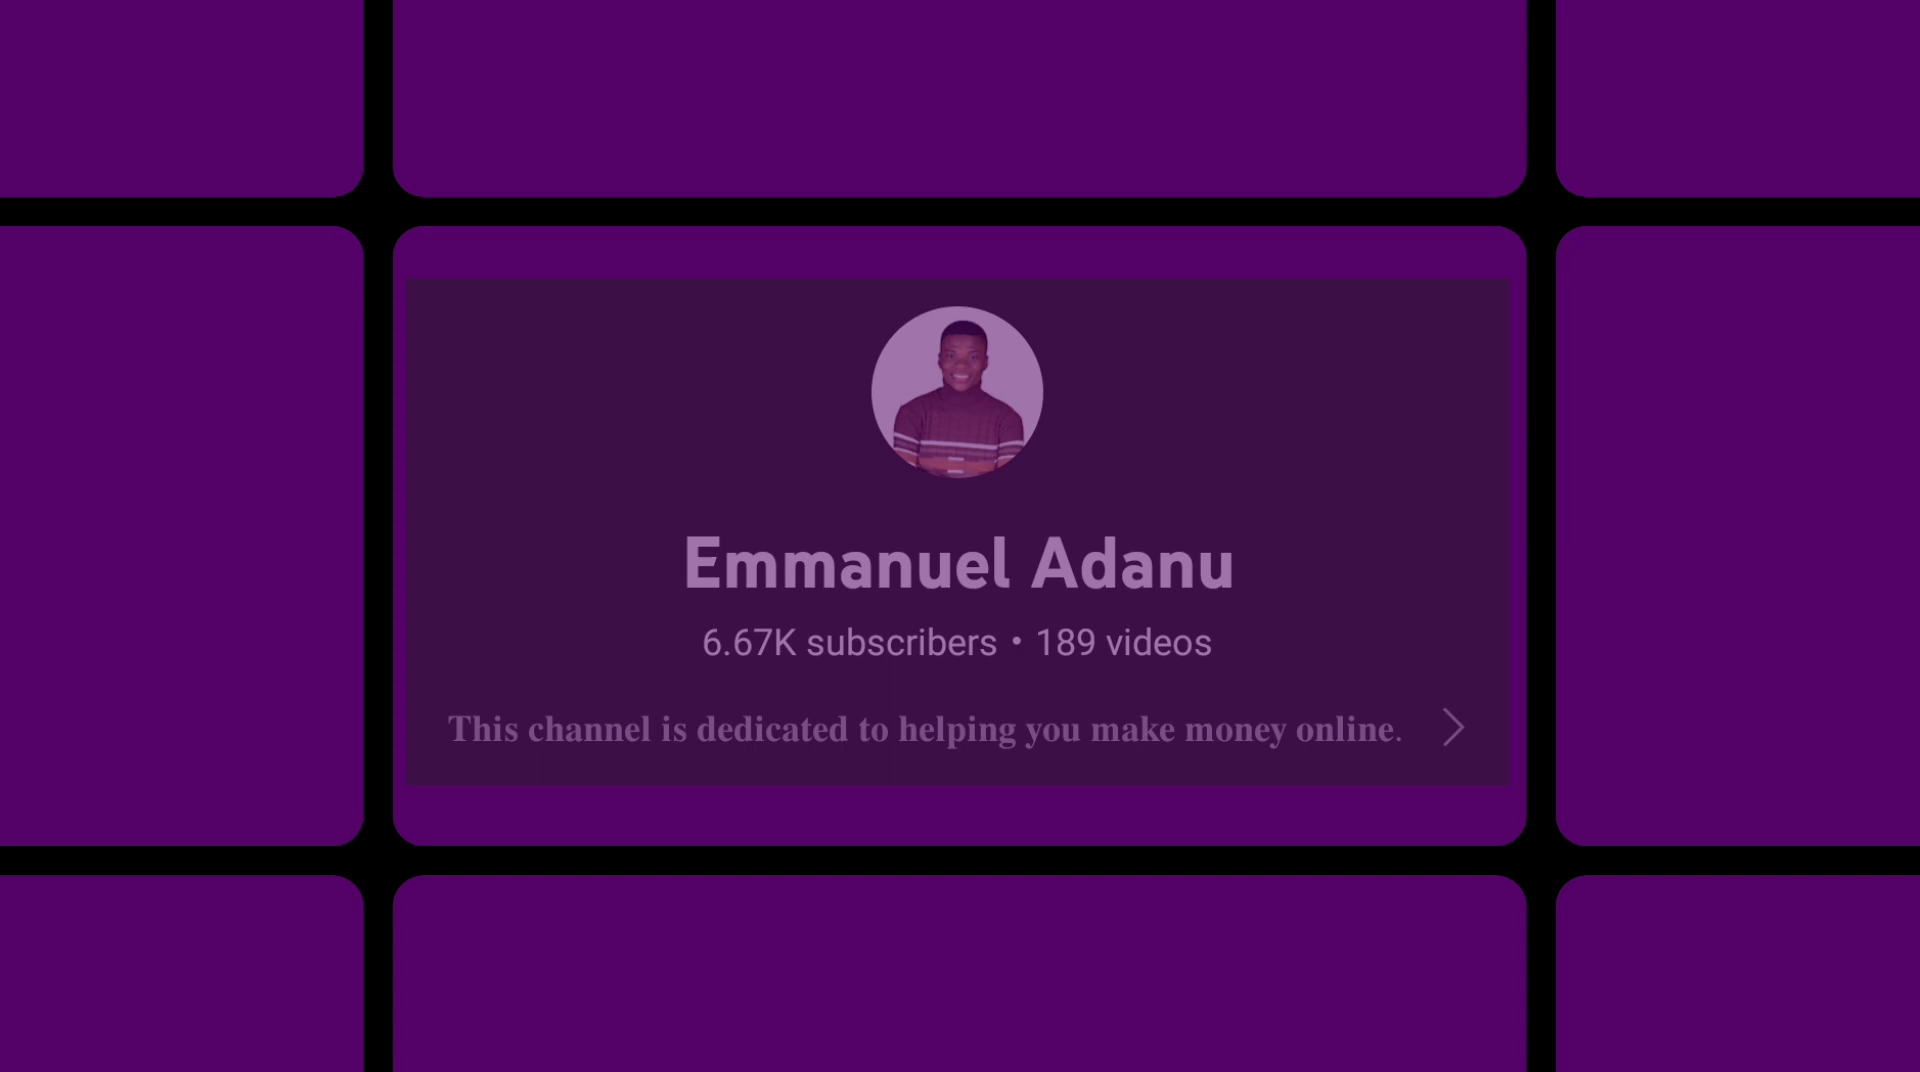 Emmanuel Adanu
6.67K subscribers • 189 videos
This channel is dedicated to helping you make money online.